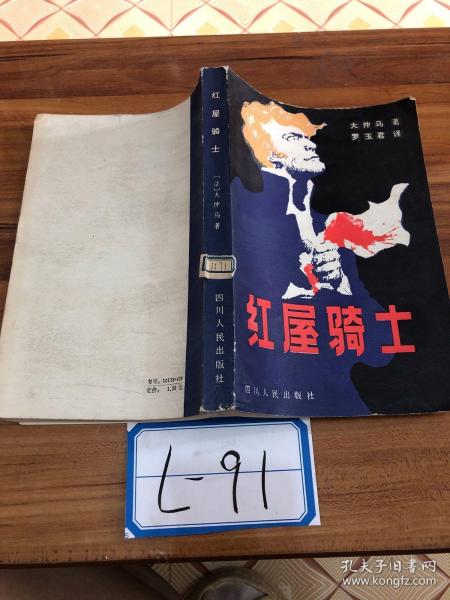 大仲马 著
罗玉君 译
红屋骑士
四川人民出版社
红屋骑士
〔法〕大仲马著
四川人民出版社
定价:
L-91
孔夫子旧书网
www.kongfz.com